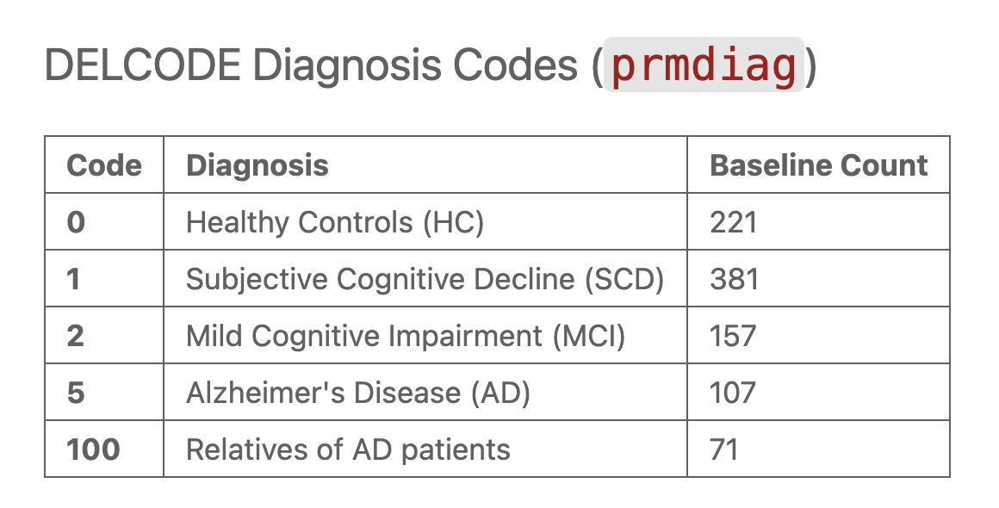 DELCODE Diagnosis Codes (prmdiag)
Code Diagnosis Baseline Count
0 Healthy Controls (HC) 221
1 Subjective Cognitive Decline (SCD) 381
2 Mild Cognitive Impairment (MCI) 157
5 Alzheimer's Disease (AD) 107
100 Relatives of AD patients 71